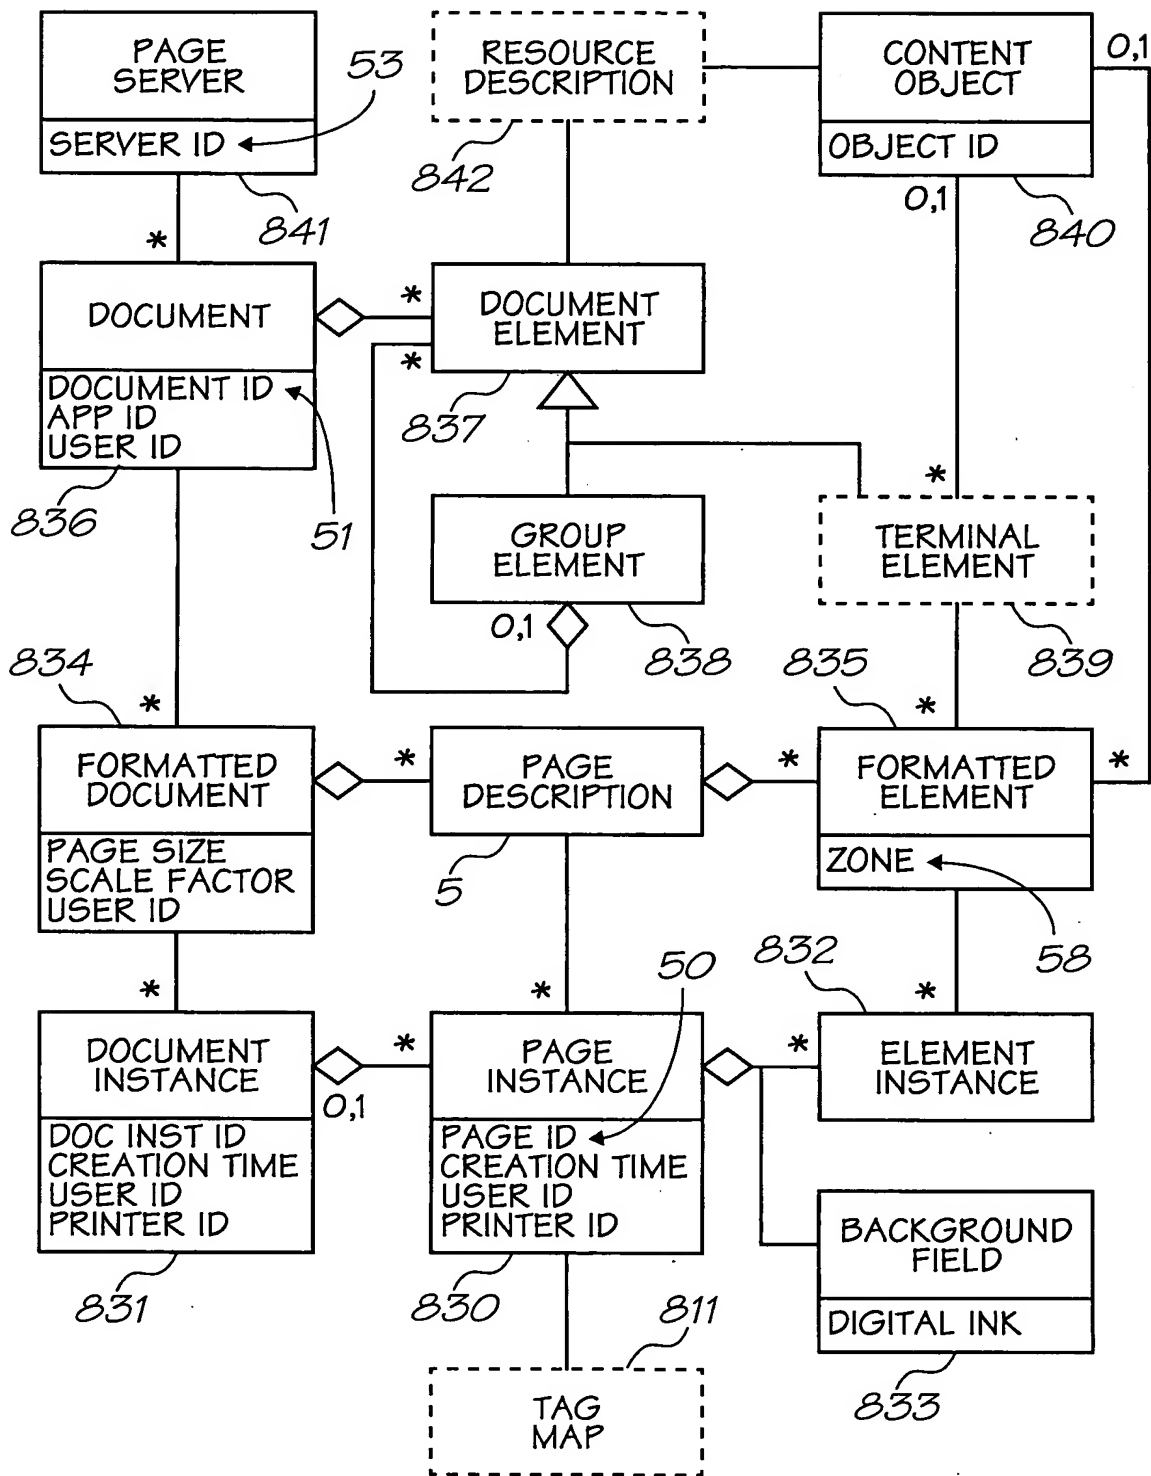 PAGE
SERVER
53
SERVER ID
841
RESOURCE
DESCRIPTION
842
CONTENT
OBJECT
0,1
OBJECT ID
0,1
840
*
DOCUMENT
DOCUMENT ID
APP ID
USER ID
836
51
*
*
DOCUMENT
ELEMENT
837
GROUP
ELEMENT
0,1
838
*
TERMINAL
ELEMENT
839
834
*
FORMATTED
DOCUMENT
PAGE SIZE
SCALE FACTOR
USER ID
*
PAGE
DESCRIPTION
5
835
*
*
*
FORMATTED
ELEMENT
ZONE
58
*
DOCUMENT
INSTANCE
0,1
DOC INST ID
CREATION TIME
USER ID
PRINTER ID
831
50
*
*
PAGE
INSTANCE
PAGE ID
CREATION TIME
USER ID
PRINTER ID
830
832
*
*
ELEMENT
INSTANCE
BACKGROUND
FIELD
DIGITAL INK
833
811
TAG
MAP